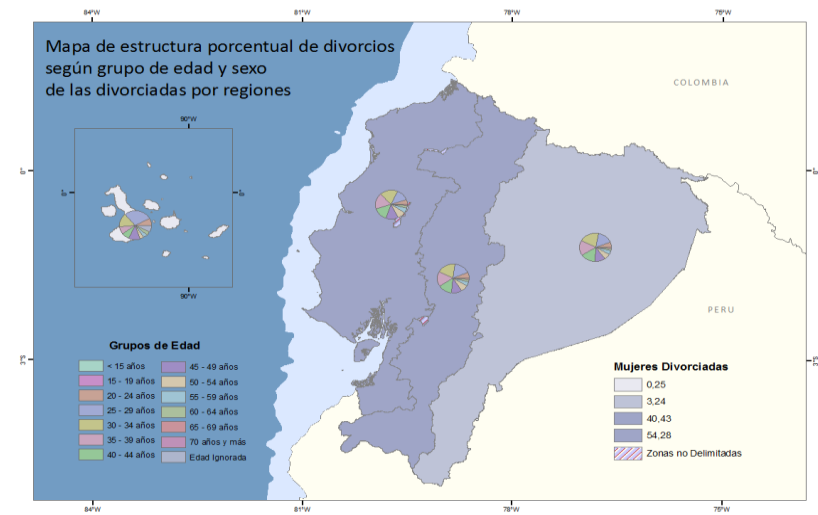 84°W 81°W 78°W 75°W
Mapa de estructura porcentual de divorcios
según grupo de edad y sexo
de las divorciadas por regiones
COLOMBIA
90°W
0° 0°
90°W
0° 0°
PERU
Grupos de Edad
< 15 años
15 - 19 años
20 - 24 años
25 - 29 años
30 - 34 años
35 - 39 años
40 - 44 años
45 - 49 años
50 - 54 años
55 - 59 años
60 - 64 años
65 - 69 años
70 años y más
Edad Ignorada
3°S 3°S
Mujeres Divorciadas
0,25
3,24
40,43
54,28
Zonas no Delimitadas
84°W 81°W 78°W 75°W